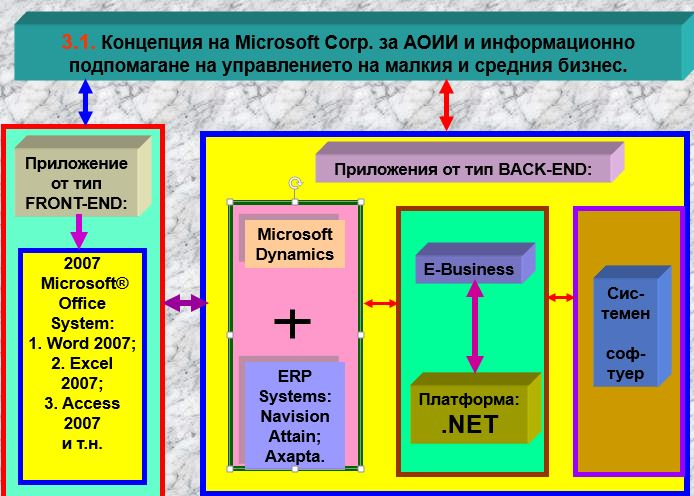 3.1. Концепция на Microsoft Corp. за АОИИ и информационно
подпомагане на управлението на малкия и средния бизнес.
Приложение
от тип
FRONT-END:
2007
Microsoft®
Office
System:
1. Word 2007;
2. Excel
2007;
3. Access
2007
и т.н.
Приложения от тип BACK-END:
Microsoft
Dynamics
+
ERP
Systems:
Navision
Attain;
Axapta.
E-Business
Платформа:
.NET
Сис-
темен
соф-
туер